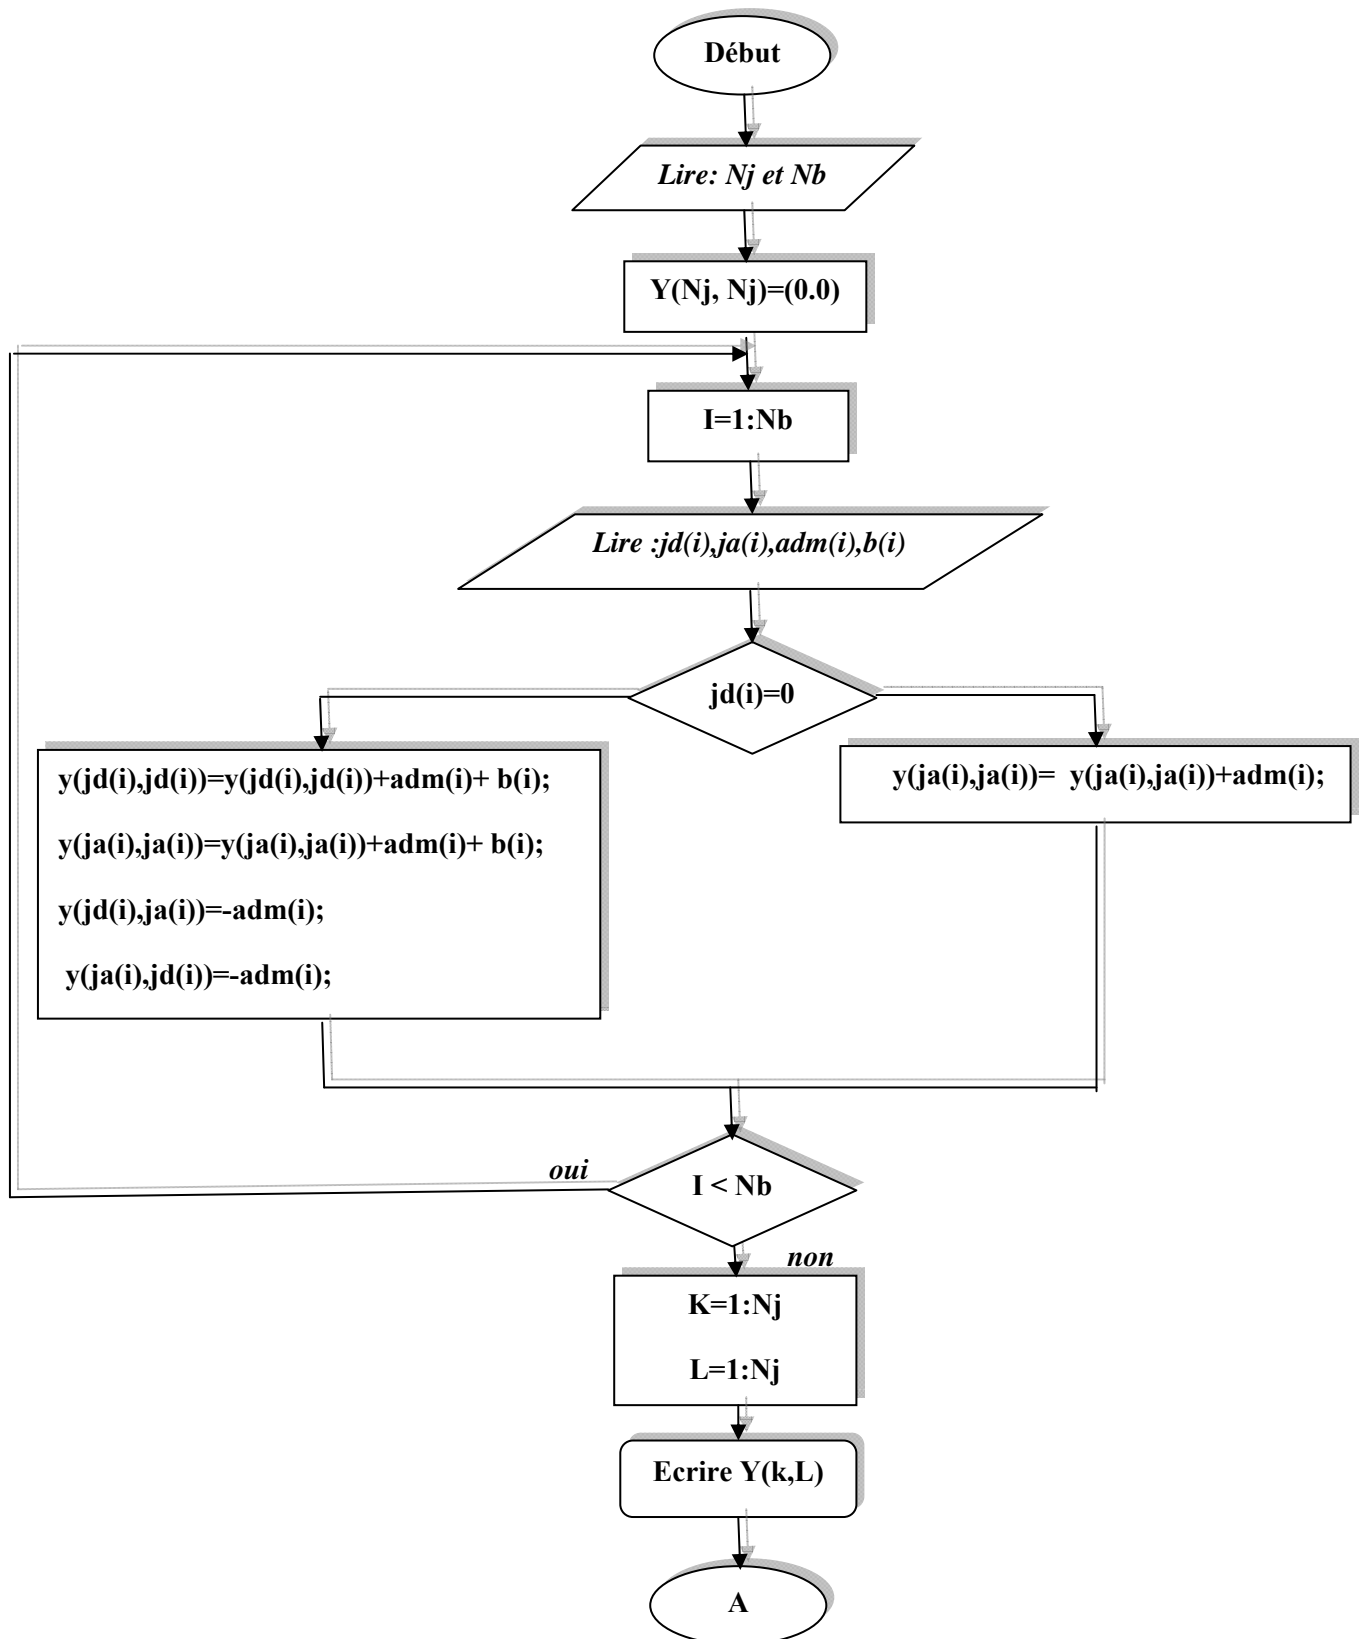 Début
Lire: Nj et Nb
Y(Nj, Nj)=(0.0)
I=1:Nb
Lire :jd(i),ja(i),adm(i),b(i)
jd(i)=0
y(jd(i),jd(i))=y(jd(i),jd(i))+adm(i)+ b(i);
y(ja(i),ja(i))=y(ja(i),ja(i))+adm(i)+ b(i);
y(jd(i),ja(i))=-adm(i);
y(ja(i),jd(i))=-adm(i);
y(ja(i),ja(i))= y(ja(i),ja(i))+adm(i);
oui
I < Nb
non
K=1:Nj
L=1:Nj
Ecrire Y(k,L)
A